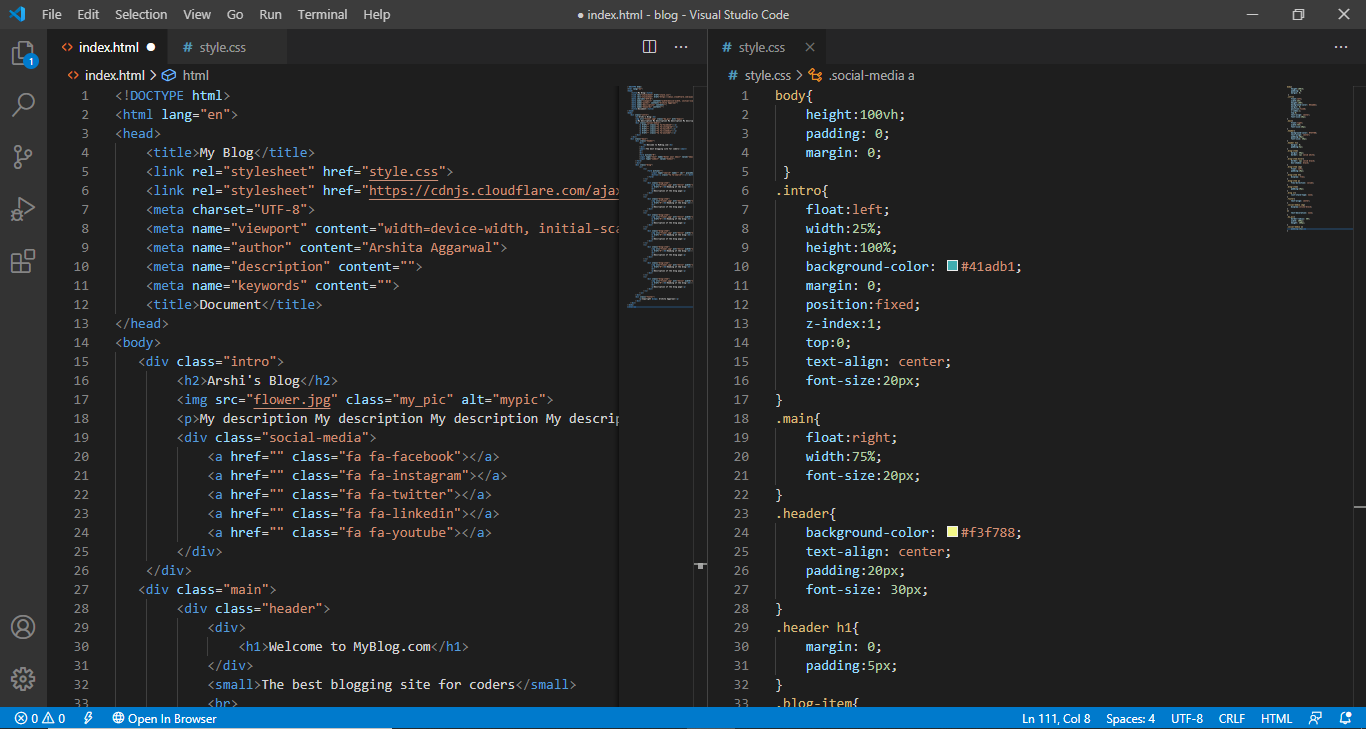 File Edit Selection View Go Run Terminal Help
● index.html - blog - Visual Studio Code
1
<> index.html ●
# style.css
<> index.html > html
1 <!DOCTYPE html>
2 <html lang="en">
3 <head>
4 <title>My Blog</title>
5 <link rel="stylesheet" href="style.css">
6 <link rel="stylesheet" href="https://cdnjs.cloudflare.com/ajax
7 <meta charset="UTF-8">
8 <meta name="viewport" content="width=device-width, initial-sca
9 <meta name="author" content="Arshita Aggarwal">
10 <meta name="description" content="">
11 <meta name="keywords" content="">
12 <title>Document</title>
13 </head>
14 <body>
15 <div class="intro">
16 <h2>Arshi's Blog</h2>
17 <img src="flower.jpg" class="my_pic" alt="mypic">
18 <p>My description My description My description My descrip
19 <div class="social-media">
20 <a href="" class="fa fa-facebook"></a>
21 <a href="" class="fa fa-instagram"></a>
22 <a href="" class="fa fa-twitter"></a>
23 <a href="" class="fa fa-linkedin"></a>
24 <a href="" class="fa fa-youtube"></a>
25 </div>
26 </div>
27 <div class="main">
28 <div class="header">
29 <div>
30 <h1>Welcome to MyBlog.com</h1>
31 </div>
32 <small>The best blogging site for coders</small>
33 <br>
# style.css
# style.css > .social-media a
1 body{
2 height:100vh;
3 padding: 0;
4 margin: 0;
5 }
6 .intro{
7 float:left;
8 width:25%;
9 height:100%;
10 background-color: #41adb1;
11 margin: 0;
12 position:fixed;
13 z-index:1;
14 top:0;
15 text-align: center;
16 font-size:20px;
17 }
18 .main{
19 float:right;
20 width:75%;
21 font-size:20px;
22 }
23 .header{
24 background-color: #f3f788;
25 text-align: center;
26 padding:20px;
27 font-size: 30px;
28 }
29 .header h1{
30 margin: 0;
31 padding:5px;
32 }
33 .blog-item{
0 0 Open In Browser
Ln 111, Col 8 Spaces: 4 UTF-8 CRLF HTML